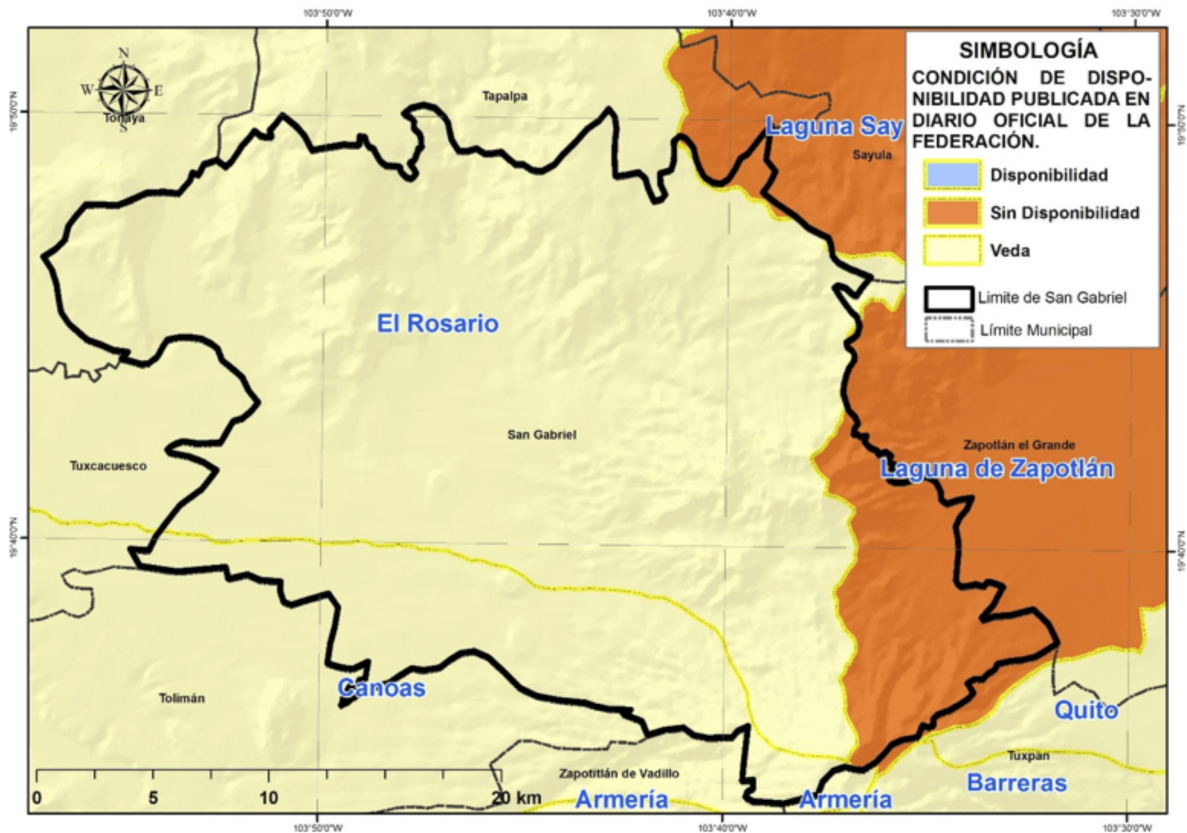 103°50'0"W
103°40'0"W
103°30'0"W
N
W
E
S
Tonaya
19°50'0"N
Tapalpa
Laguna Say
Sayula
19°50'0"N
SIMBOLOGÍA
CONDICIÓN DE DISPO-
NIBILIDAD PUBLICADA EN
DIARIO OFICIAL DE LA
FEDERACIÓN.
Disponibilidad
Sin Disponibilidad
Veda
Limite de San Gabriel
Límite Municipal
El Rosario
San Gabriel
Zapotlán el Grande
Laguna de Zapotlán
Tuxcacuesco
19°40'0"N
19°40'0"N
Canoas
Tolimán
Quito
Tuxpan
Zapotitlán de Vadillo
Barreras
0
5
10
20 km
Armería
Armería
103°50'0"W
103°40'0"W
103°30'0"W